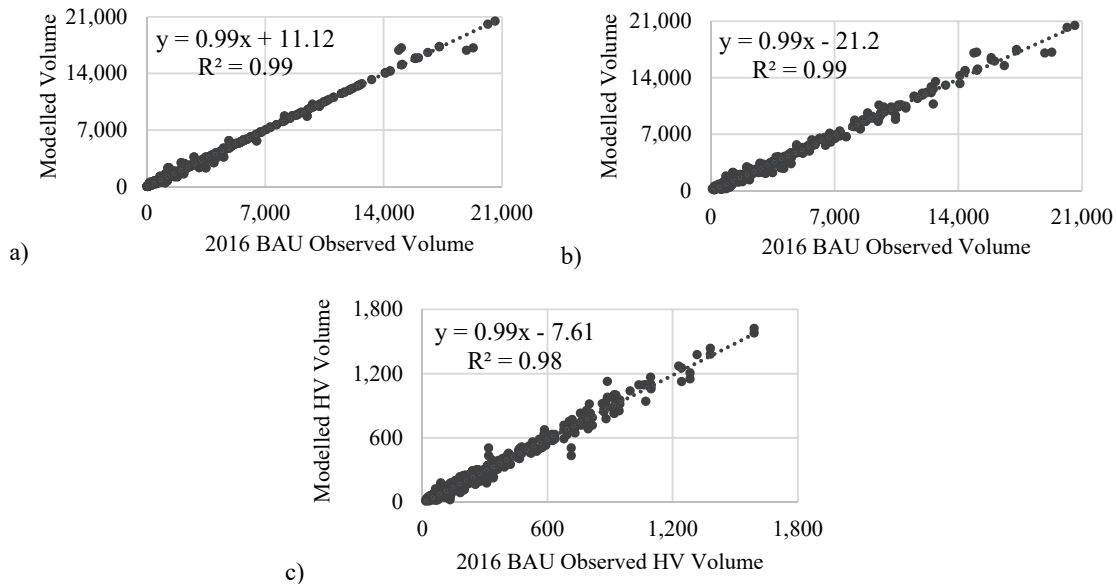 21,000
14,000
7,000
0
Modelled Volume
y = 0.99x + 11.12
R² = 0.99
0 7,000 14,000 21,000
2016 BAU Observed Volume
a)
21,000
14,000
7,000
0
Modelled Volume
y = 0.99x - 21.2
R² = 0.99
0 7,000 14,000 21,000
2016 BAU Observed Volume
b)
1,800
1,200
600
0
Modelled HV Volume
y = 0.99x - 7.61
R² = 0.98
0 600 1,200 1,800
2016 BAU Observed HV Volume
c)